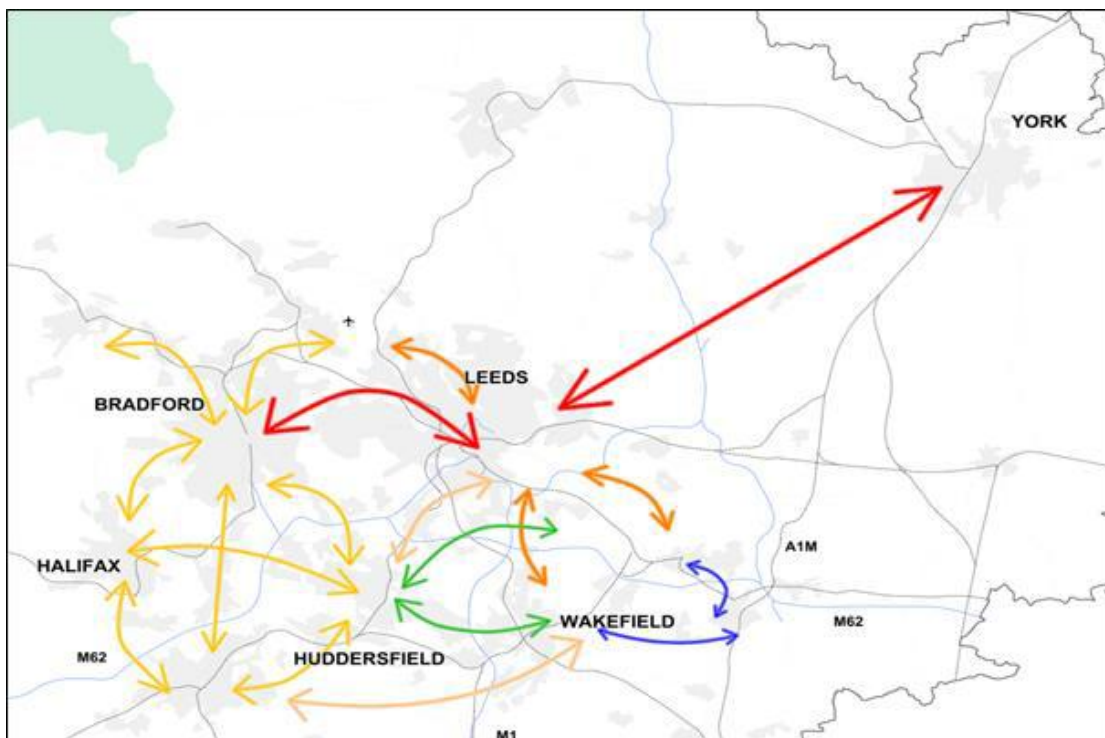 YORK
LEEDS
BRADFORD
A1M
HALIFAX
WAKEFIELD
M62
M62
HUDDERSFIELD
M1